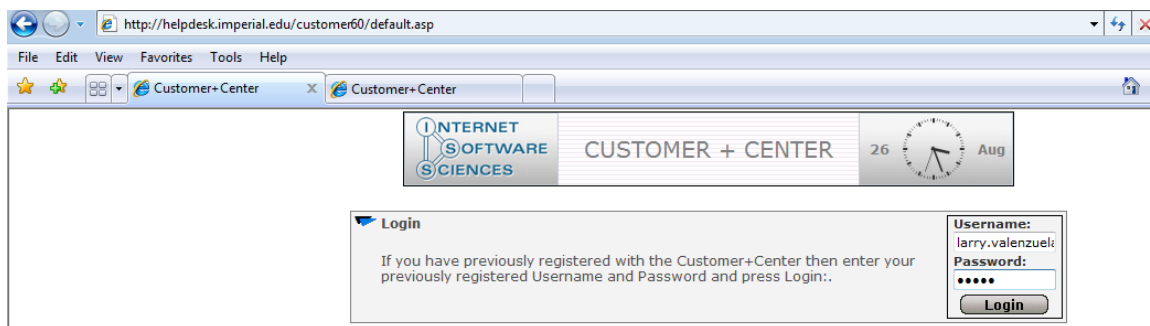 http://helpdesk.imperial.edu/customer60/default.asp
File Edit View Favorites Tools Help
Customer+Center Customer+Center
INTERNET
SOFTWARE
SCIENCES
CUSTOMER + CENTER
26 Aug
Login
If you have previously registered with the Customer+Center then enter your
previously registered Username and Password and press Login:.
Username:
larry.valenzuela
Password:
•••••
Login